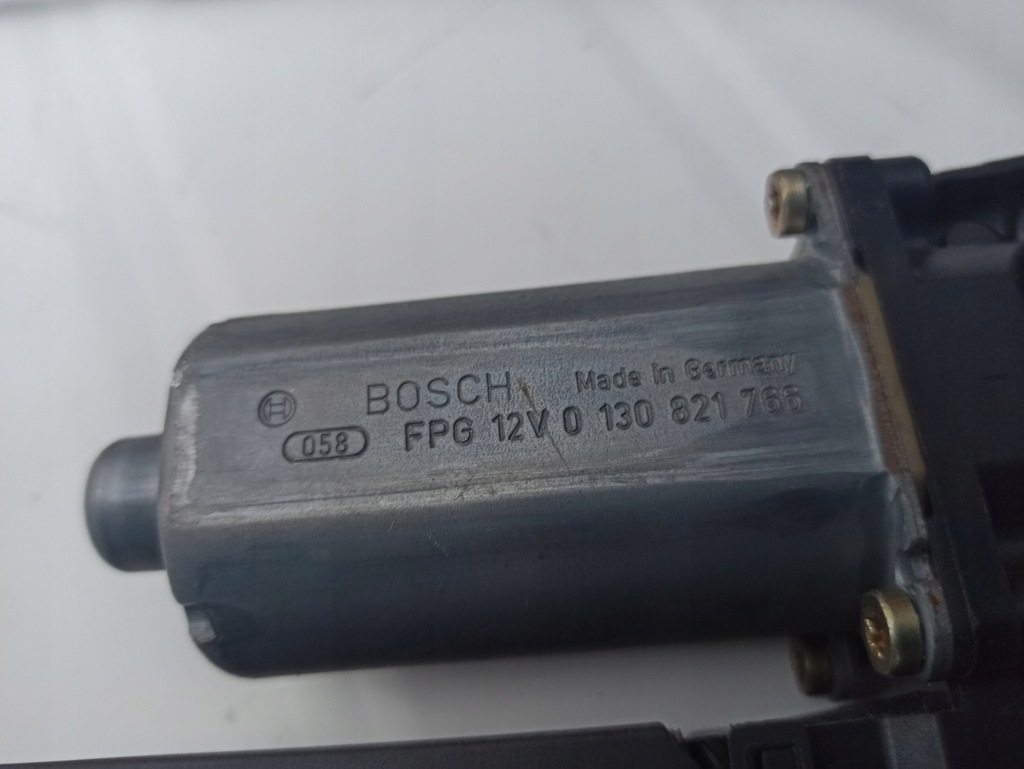 BOSCH Made in Germany
058 FPG 12V 0 130 821 766